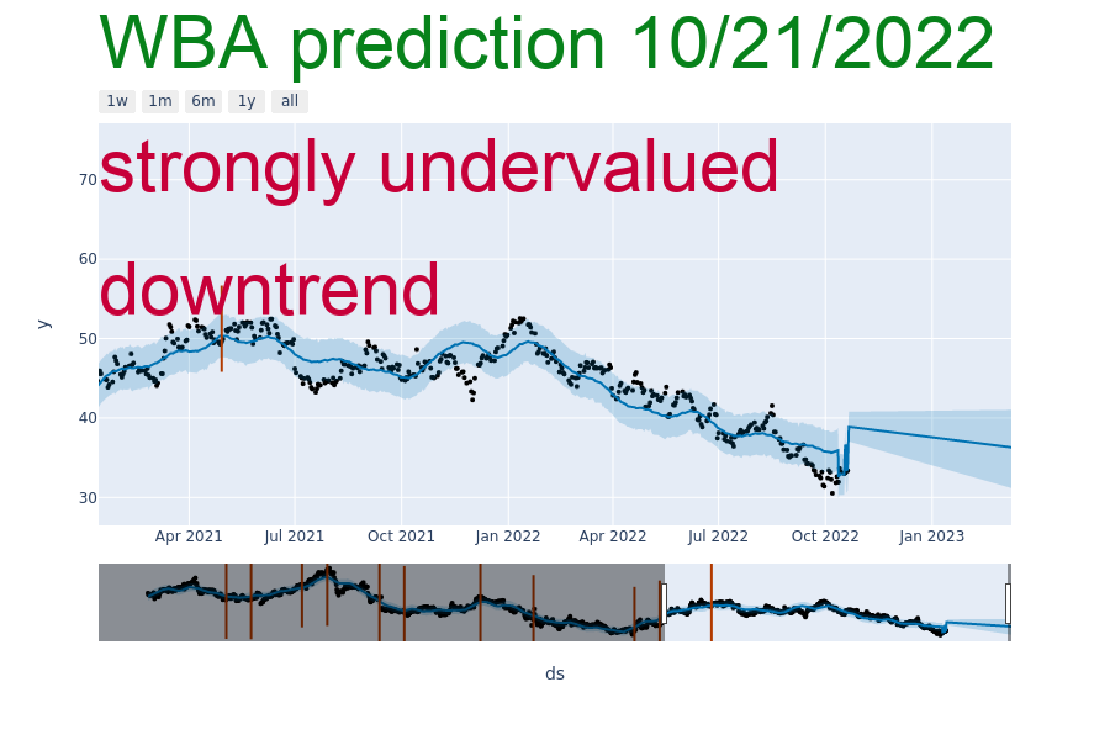 WBA prediction 10/21/2022
1w 1m 6m 1y all
strongly undervalued
downtrend
70
60
50
40
30
y
Apr 2021 Jul 2021 Oct 2021 Jan 2022 Apr 2022 Jul 2022 Oct 2022 Jan 2023
ds